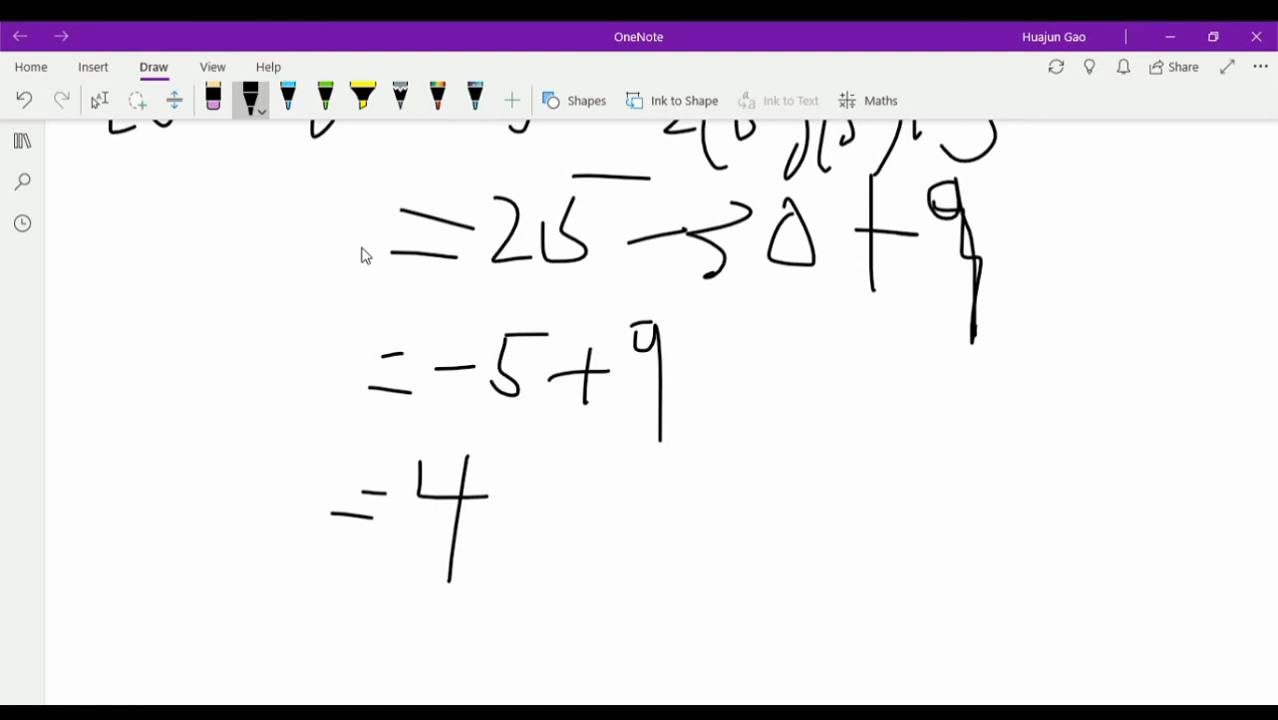 OneNote
Huajun Gao
Home Insert Draw View Help
Share
Shapes Ink to Shape Ink to Text Maths
= 25 - 30 + 9
= - 5 + 9
= 4